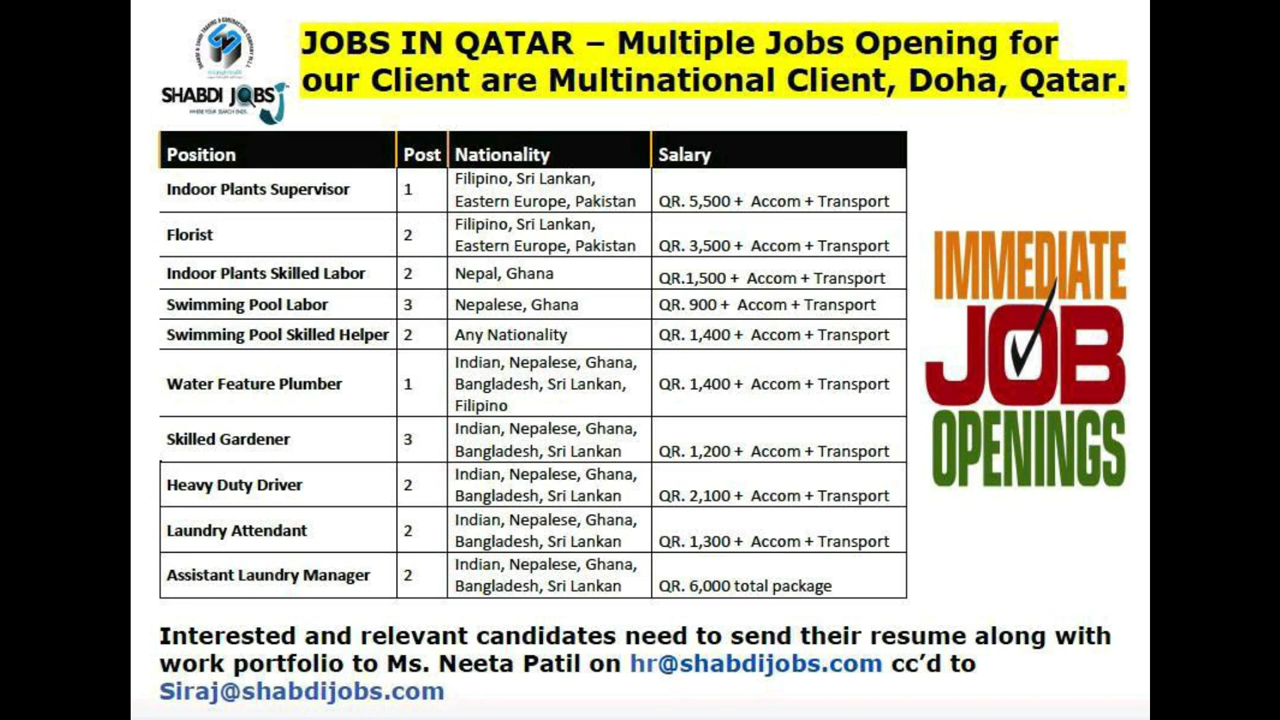 JOBS IN QATAR – Multiple Jobs Opening for
our Client are Multinational Client, Doha, Qatar.
SHABDI JOBS
WHERE YOUR SEARCH ENDS..
Position Post Nationality Salary
Indoor Plants Supervisor 1 Filipino, Sri Lankan,
Eastern Europe, Pakistan QR. 5,500 + Accom + Transport
Florist 2 Filipino, Sri Lankan,
Eastern Europe, Pakistan QR. 3,500 + Accom + Transport
Indoor Plants Skilled Labor 2 Nepal, Ghana QR.1,500 + Accom + Transport
Swimming Pool Labor 3 Nepalese, Ghana QR. 900 + Accom + Transport
Swimming Pool Skilled Helper 2 Any Nationality QR. 1,400 + Accom + Transport
Indian, Nepalese, Ghana,
Water Feature Plumber 1 Bangladesh, Sri Lankan, QR. 1,400 + Accom + Transport
Filipino
Skilled Gardener 3 Indian, Nepalese, Ghana,
Bangladesh, Sri Lankan QR. 1,200 + Accom + Transport
Heavy Duty Driver 2 Indian, Nepalese, Ghana,
Bangladesh, Sri Lankan QR. 2,100 + Accom + Transport
Laundry Attendant 2 Indian, Nepalese, Ghana,
Bangladesh, Sri Lankan QR. 1,300 + Accom + Transport
Assistant Laundry Manager 2 Indian, Nepalese, Ghana,
Bangladesh, Sri Lankan QR. 6,000 total package
IMMEDIATE
JOB
OPENINGS
Interested and relevant candidates need to send their resume along with
work portfolio to Ms. Neeta Patil on hr@shabdijobs.com cc’d to
Siraj@shabdijobs.com